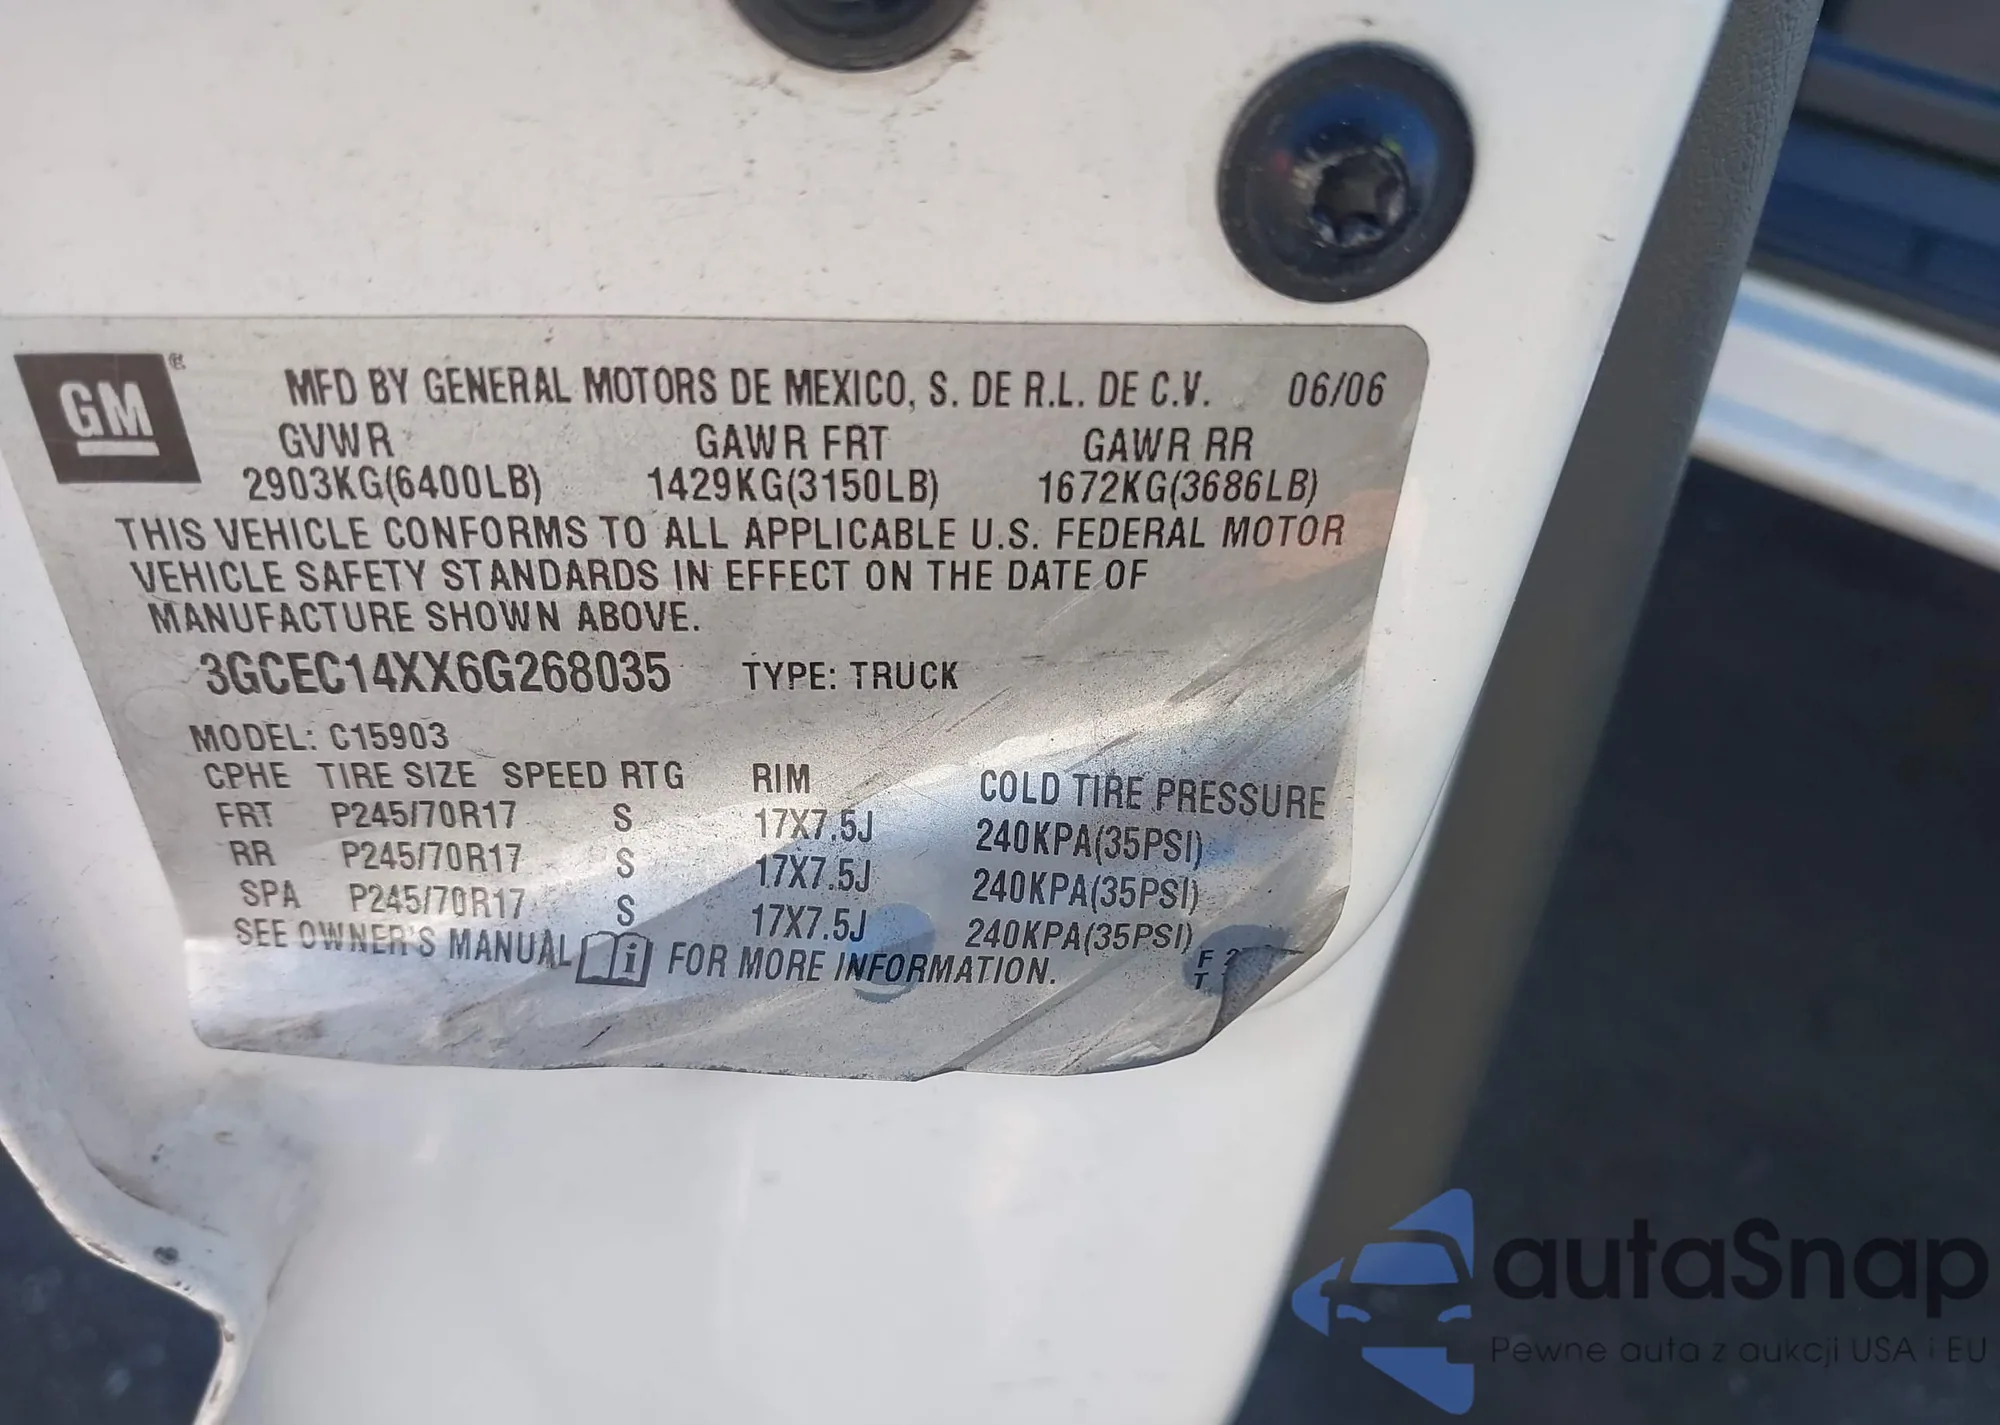 GM
MFD BY GENERAL MOTORS DE MEXICO, S. DE R.L. DE C.V. 06/06
GVWR GAWR FRT GAWR RR
2903KG(6400LB) 1429KG(3150LB) 1672KG(3686LB)
THIS VEHICLE CONFORMS TO ALL APPLICABLE U.S. FEDERAL MOTOR
VEHICLE SAFETY STANDARDS IN EFFECT ON THE DATE OF
MANUFACTURE SHOWN ABOVE.
3GCEC14XX6G268035 TYPE: TRUCK
MODEL: C15903
CPHE TIRE SIZE SPEED RTG RIM COLD TIRE PRESSURE
FRT P245/70R17 S 17X7.5J 240KPA(35PSI)
RR P245/70R17 S 17X7.5J 240KPA(35PSI)
SPA P245/70R17 S 17X7.5J 240KPA(35PSI)
SEE OWNER'S MANUAL i FOR MORE INFORMATION.
F
T
autaSnap
Pewne auta z aukcji USA i EU